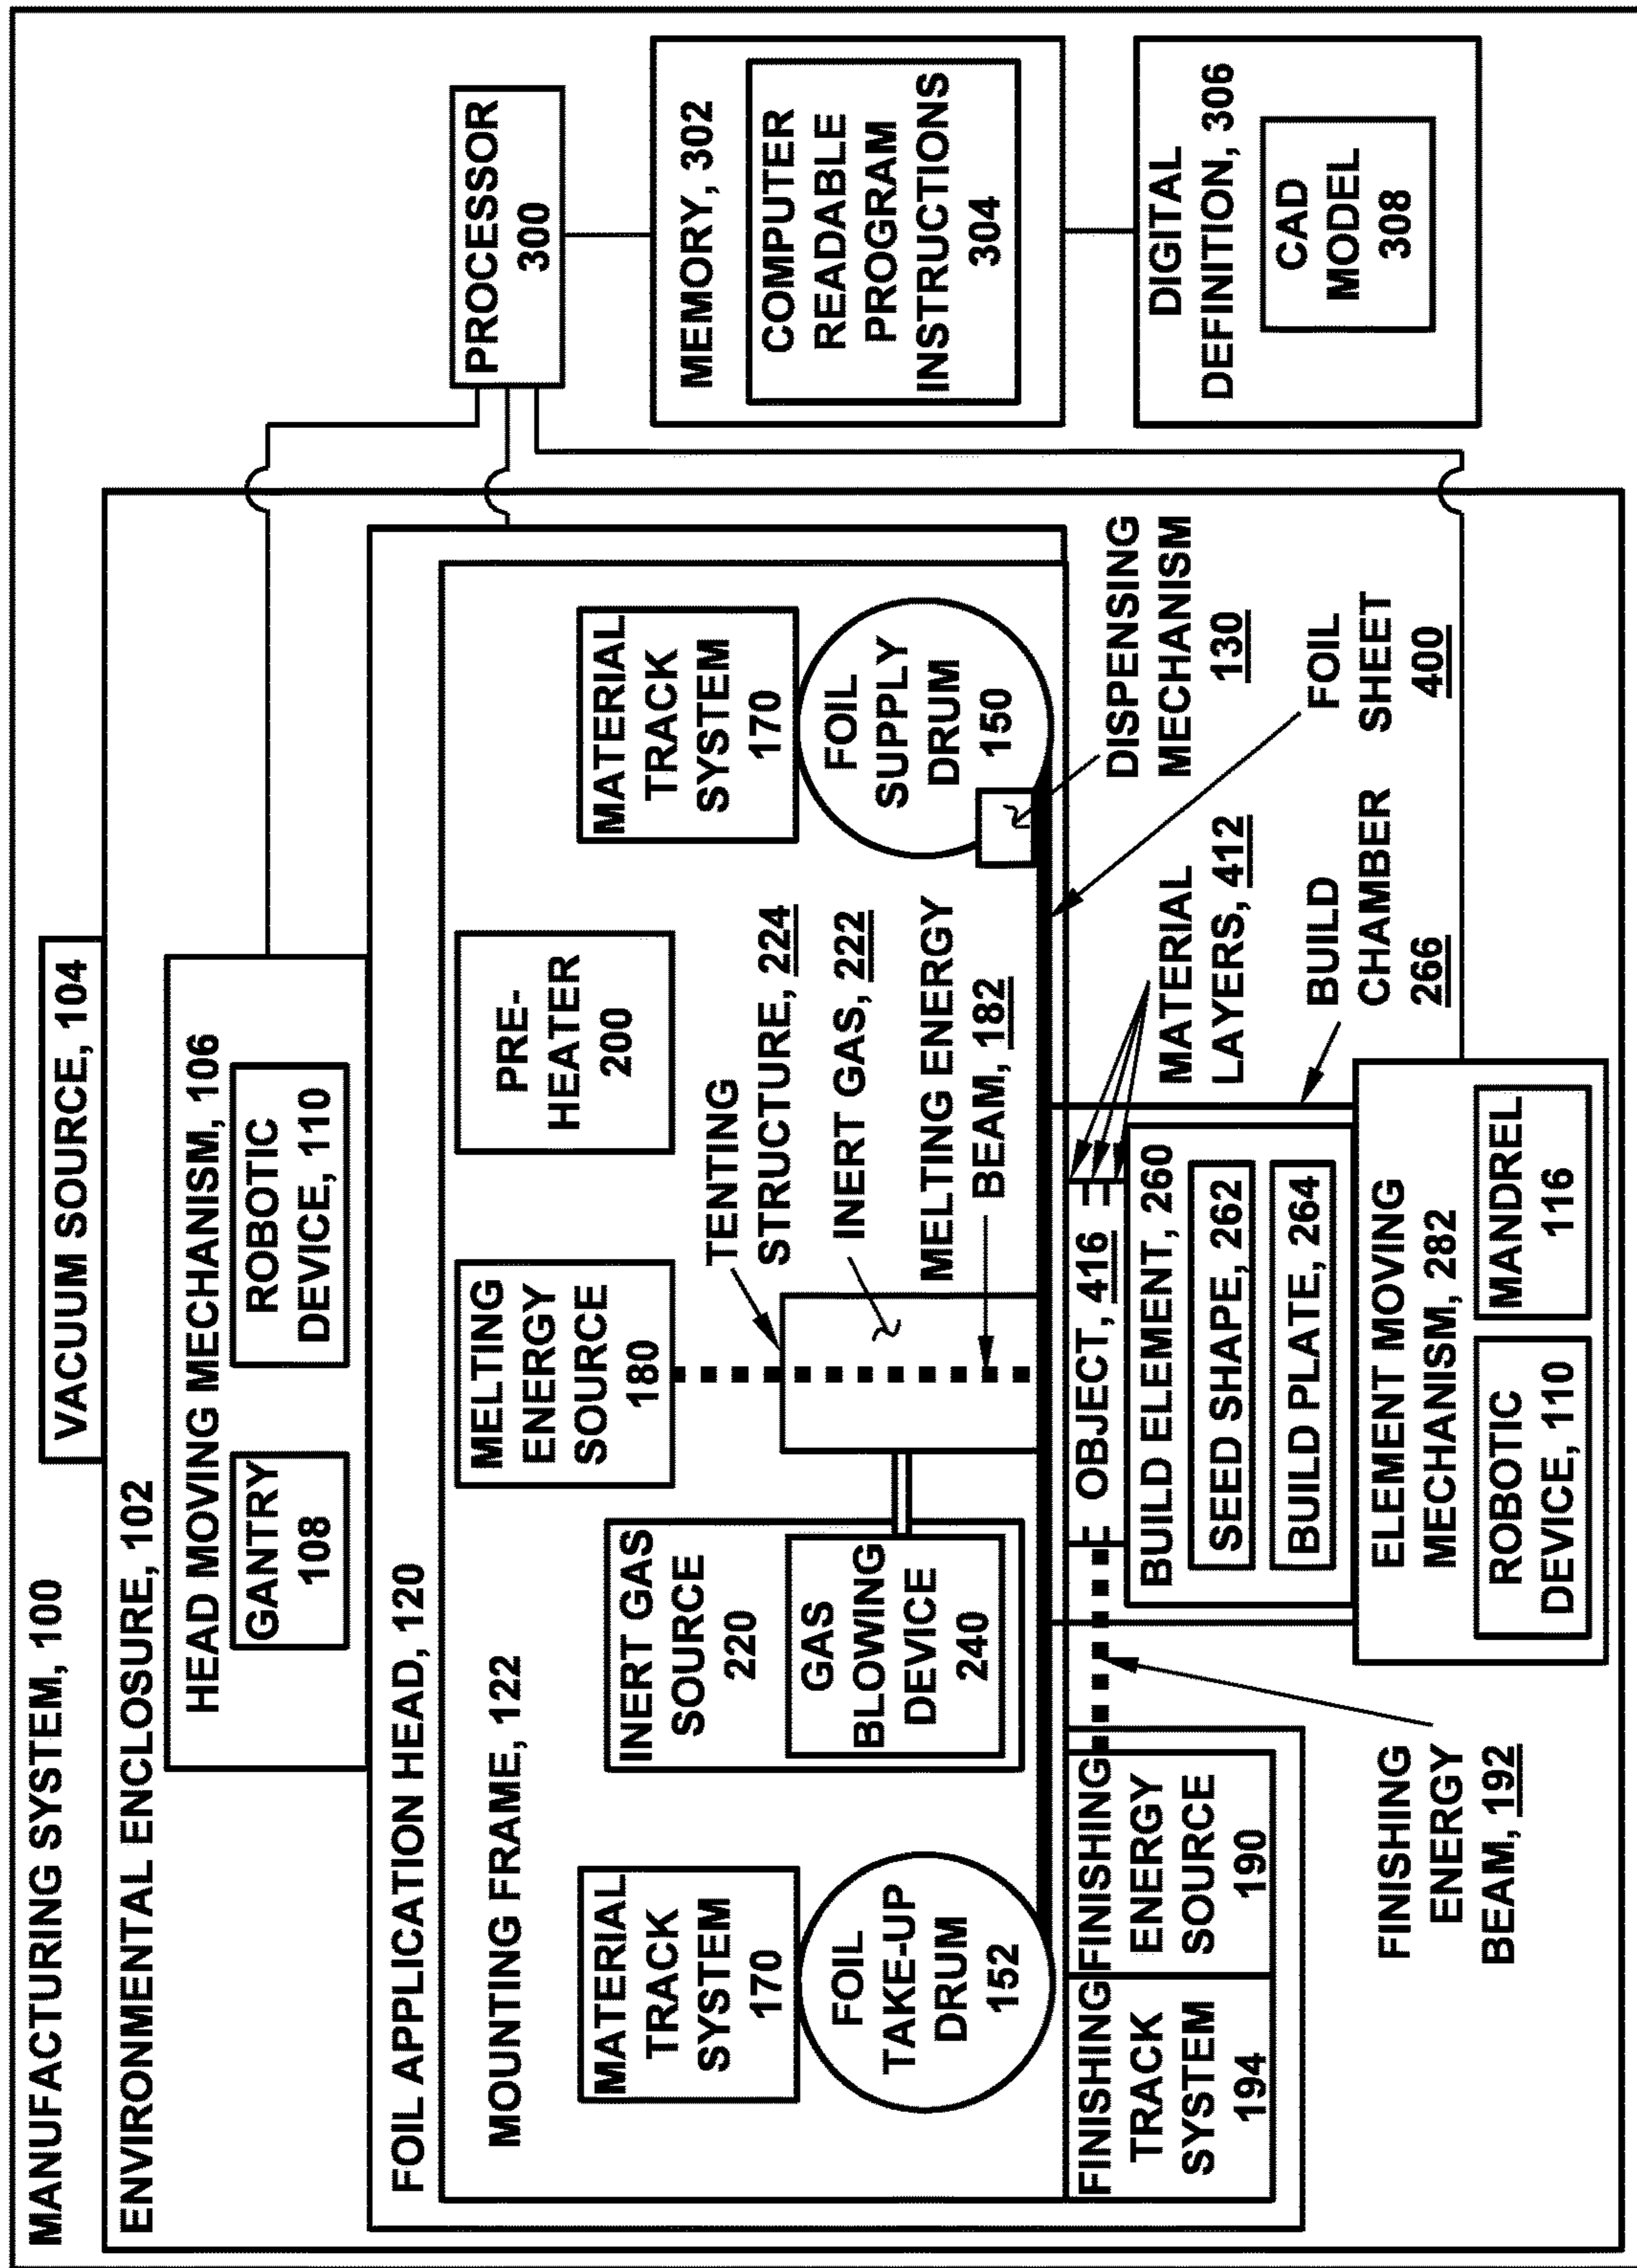 MANUFACTURING SYSTEM, 100
VACUUM SOURCE, 104
ENVIRONMENTAL ENCLOSURE, 102
HEAD MOVING MECHANISM, 106
GANTRY
108
ROBOTIC
DEVICE, 110
PROCESSOR
300
MEMORY, 302
COMPUTER
READABLE
PROGRAM
INSTRUCTIONS
304
DIGITAL
DEFINITION, 306
CAD
MODEL
308
FOIL APPLICATION HEAD, 120
MOUNTING FRAME, 122
MATERIAL
TRACK
SYSTEM
170
FOIL
TAKE-UP
DRUM
152
INERT GAS
SOURCE
220
GAS
BLOWING
DEVICE
240
MELTING
ENERGY
SOURCE
180
PRE-
HEATER
200
TENTING
STRUCTURE, 224
INERT GAS, 222
MELTING ENERGY
BEAM, 182
MATERIAL
TRACK
SYSTEM
170
FOIL
SUPPLY
DRUM
150
FINISHING
TRACK
SYSTEM
194
FINISHING
ENERGY
SOURCE
190
FINISHING
ENERGY
BEAM, 192
OBJECT, 416
BUILD ELEMENT, 260
SEED SHAPE, 262
BUILD PLATE, 264
ELEMENT MOVING
MECHANISM, 282
ROBOTIC
DEVICE, 110
MANDREL
116
MATERIAL
LAYERS, 412
BUILD
CHAMBER
266
DISPENSING
MECHANISM
130
FOIL
SHEET
400